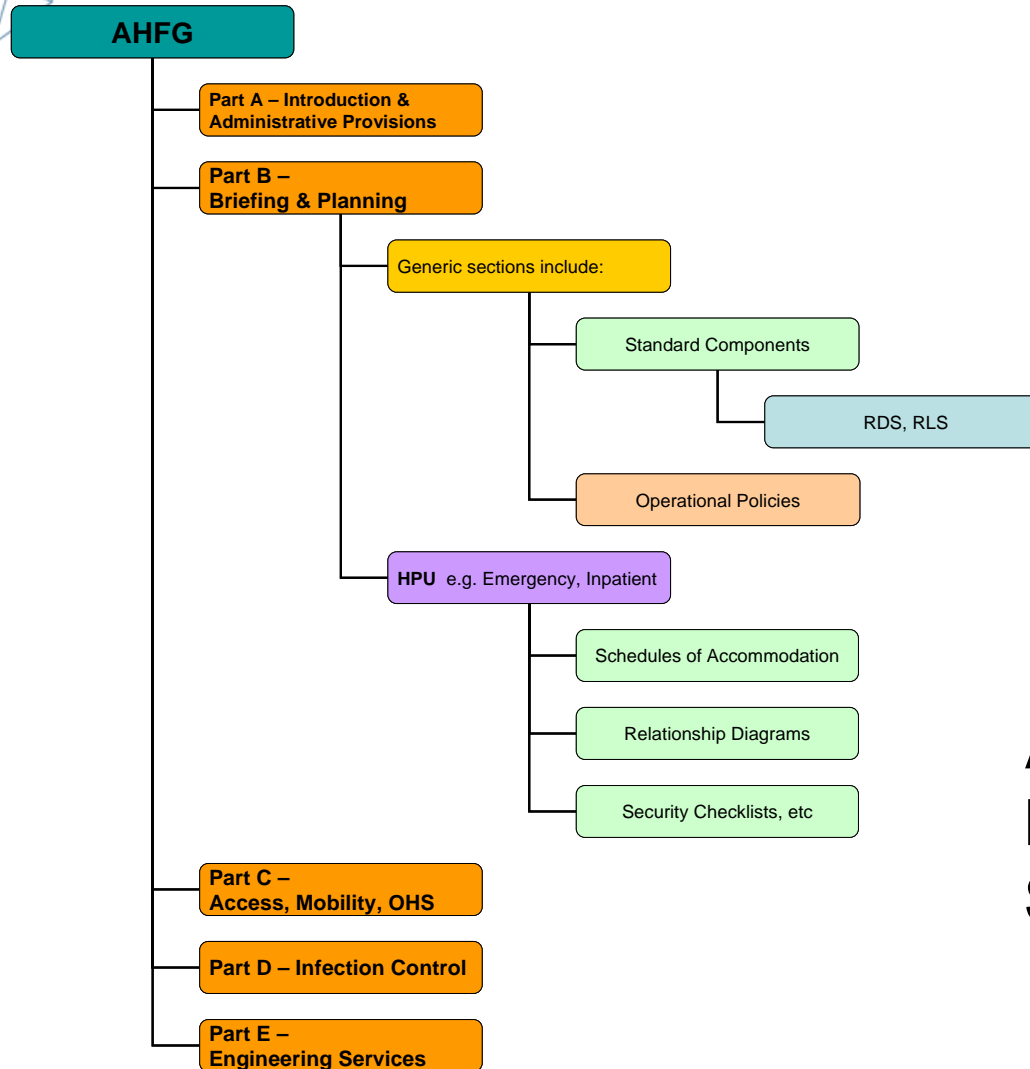 AHFG
Part A – Introduction &
Administrative Provisions
Part B –
Briefing & Planning
Generic sections include:
Standard Components
RDS, RLS
Operational Policies
HPU e.g. Emergency, Inpatient
Schedules of Accommodation
Relationship Diagrams
Security Checklists, etc
Part C –
Access, Mobility, OHS
Part D – Infection Control
Part E –
Engineering Services